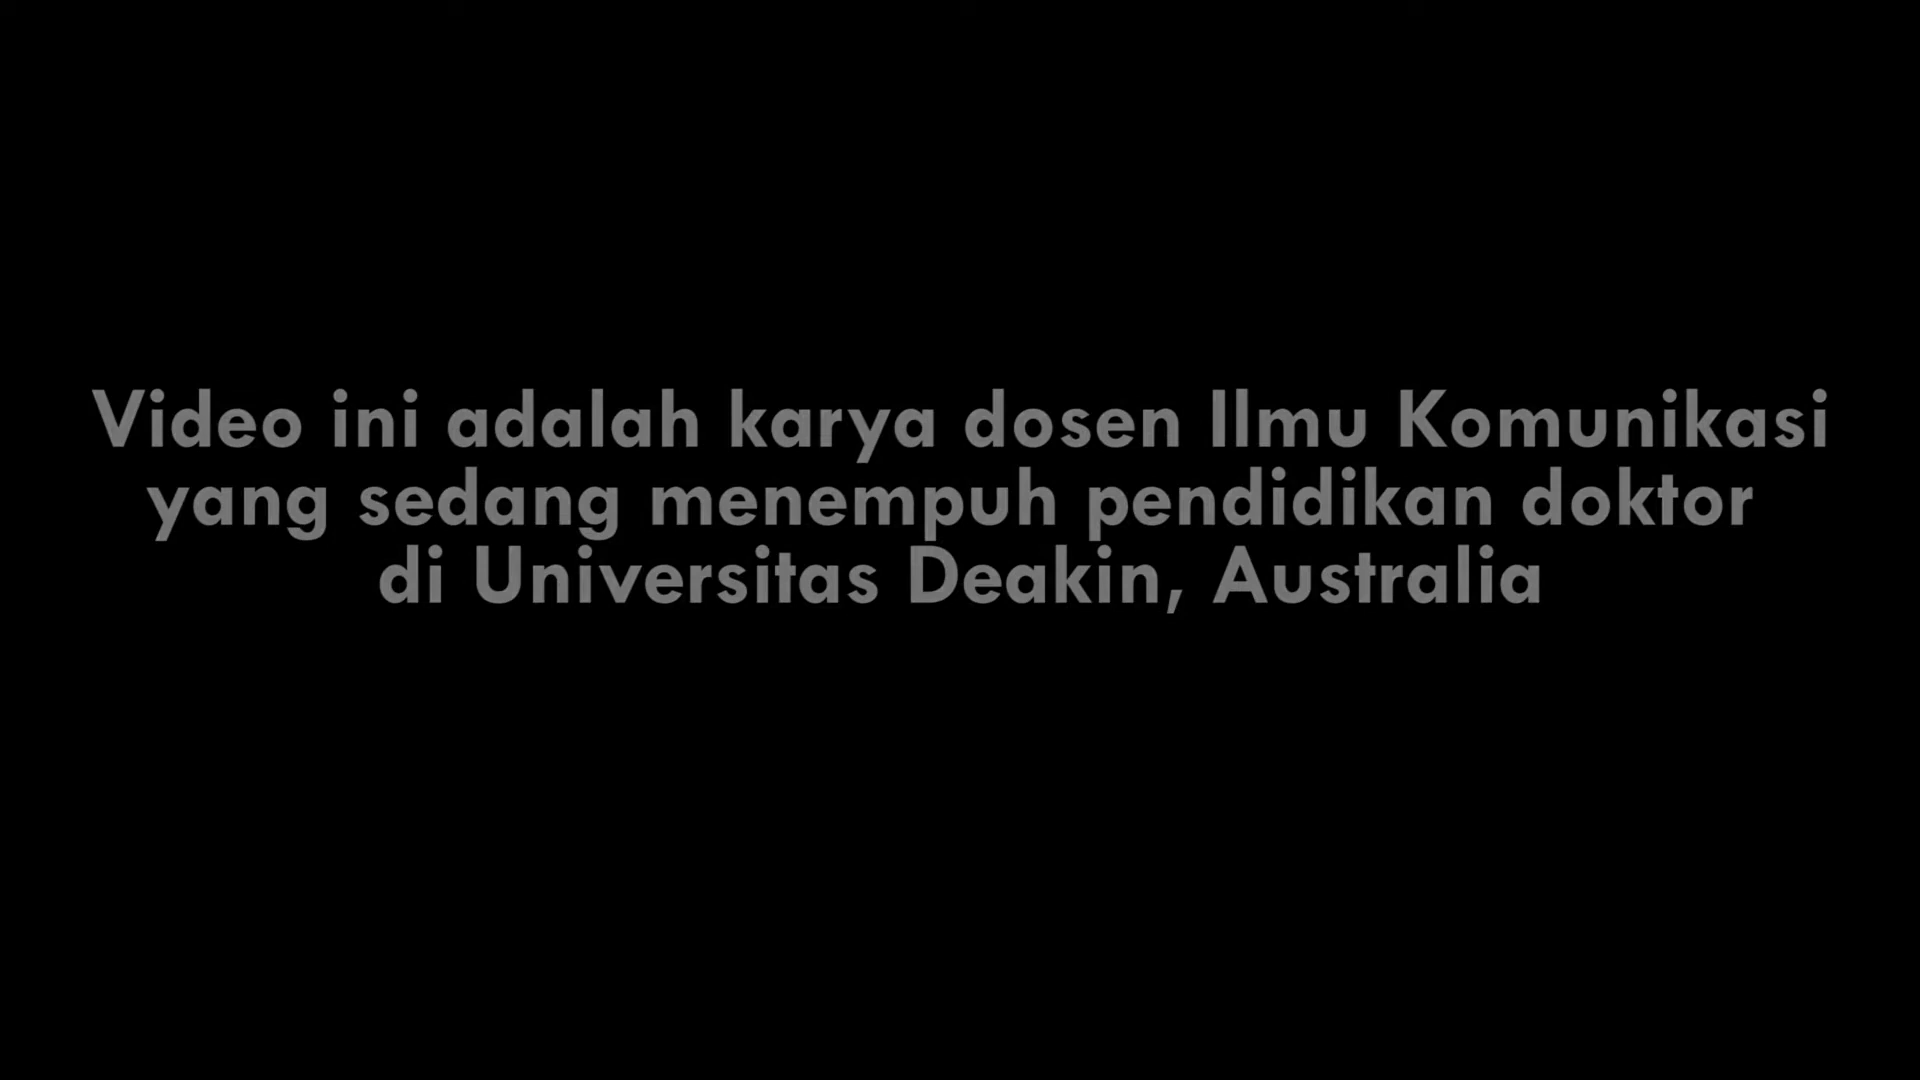 Video ini adalah karya dosen Ilmu Komunikasi
yang sedang menempuh pendidikan doktor
di Universitas Deakin, Australia